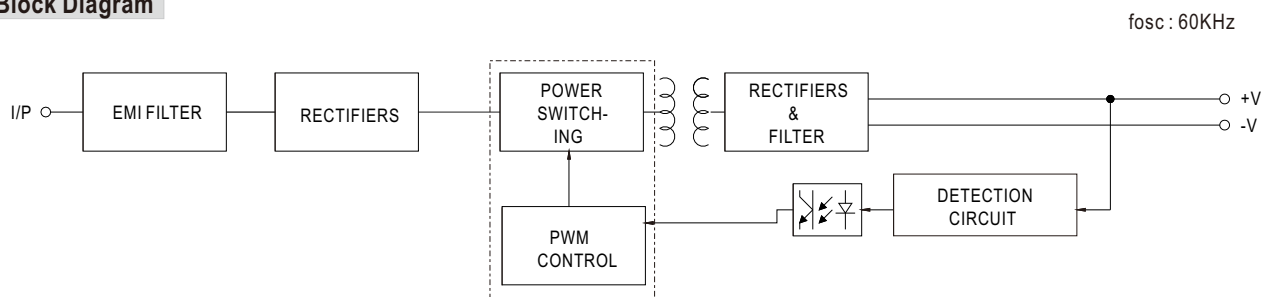 Block Diagram
fosc : 60KHz
I/P
EMI FILTER
RECTIFIERS
POWER
SWITCH-
ING
RECTIFIERS
&
FILTER
+V
-V
PWM
CONTROL
DETECTION
CIRCUIT